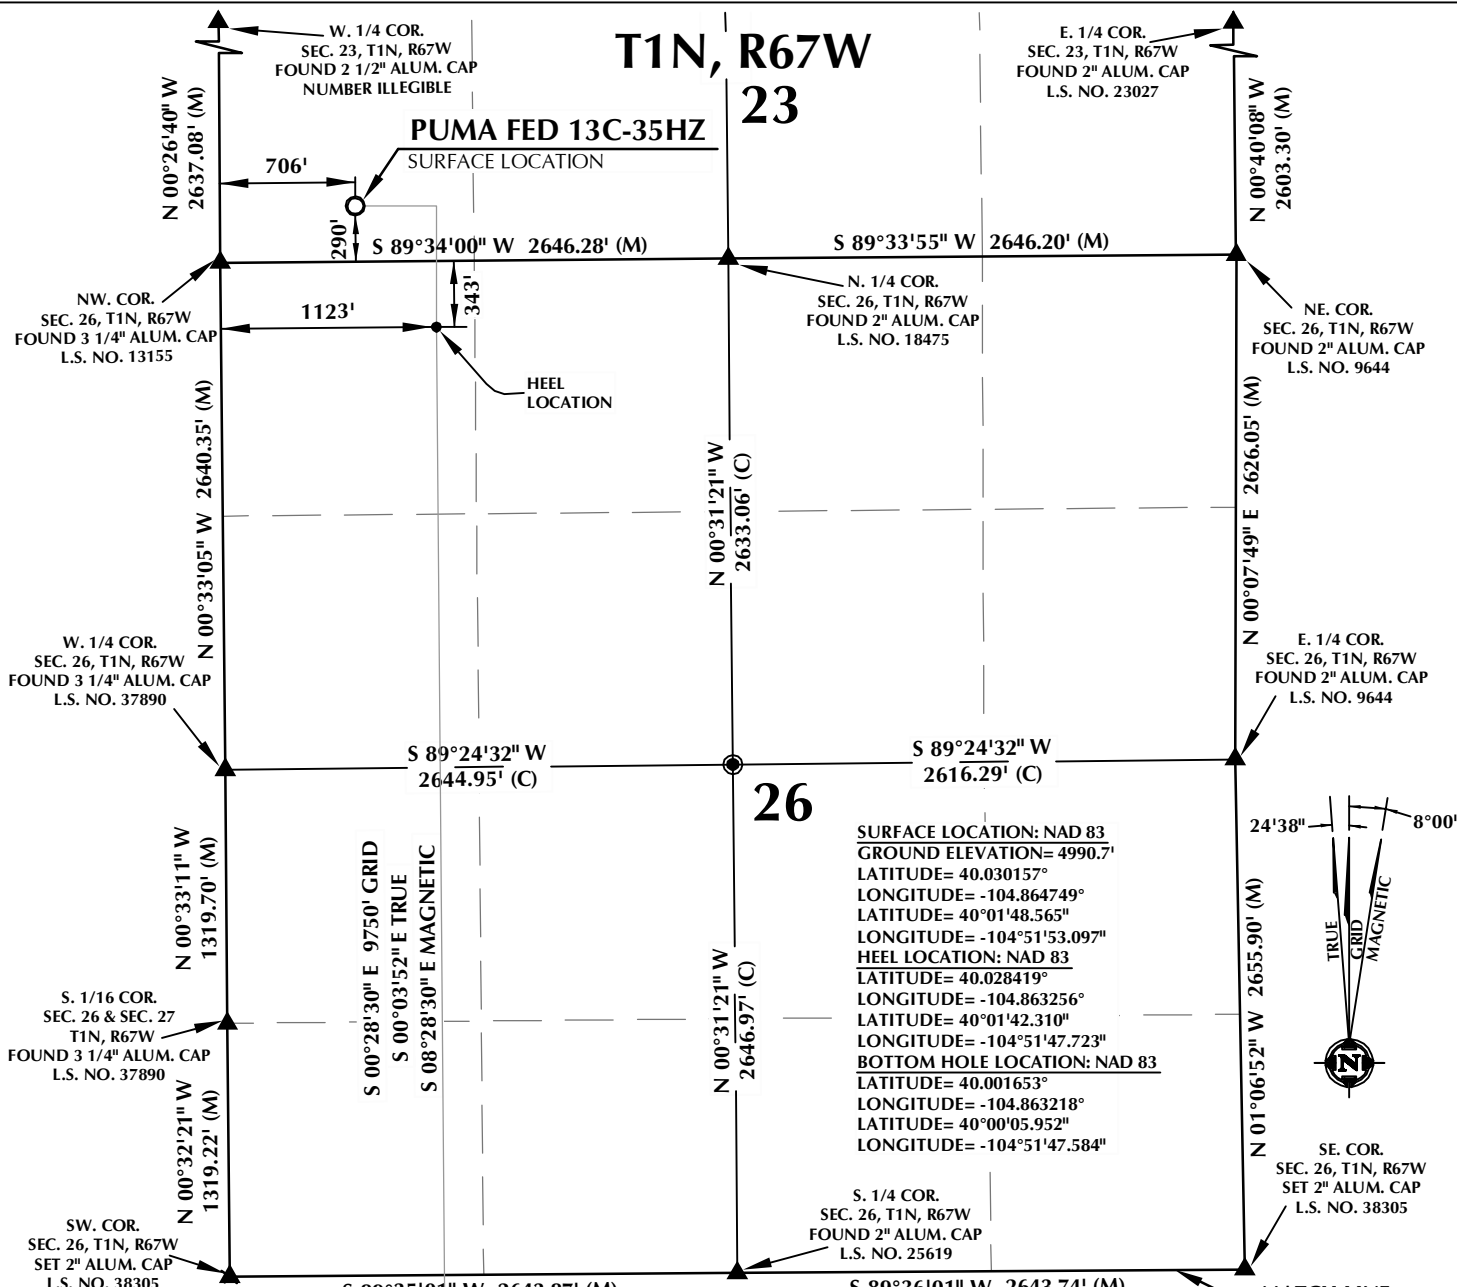 W. 1/4 COR.
SEC. 23, T1N, R67W
FOUND 2 1/2" ALUM. CAP
NUMBER ILLEGIBLE
T1N, R67W
23
E. 1/4 COR.
SEC. 23, T1N, R67W
FOUND 2" ALUM. CAP
L.S. NO. 23027
N 00°26'40" W
2637.08' (M)
N 00°40'08" W
2603.30' (M)
PUMA FED 13C-35HZ
SURFACE LOCATION
706'
290'
S 89°34'00" W 2646.28' (M)
S 89°33'55" W 2646.20' (M)
NW. COR.
SEC. 26, T1N, R67W
FOUND 3 1/4" ALUM. CAP
L.S. NO. 13155
1123'
343'
N. 1/4 COR.
SEC. 26, T1N, R67W
FOUND 2" ALUM. CAP
L.S. NO. 18475
NE. COR.
SEC. 26, T1N, R67W
FOUND 2" ALUM. CAP
L.S. NO. 9644
HEEL
LOCATION
N 00°33'05" W 2640.35' (M)
N 00°31'21" W
2633.06' (C)
N 00°07'49" E 2626.05' (M)
W. 1/4 COR.
SEC. 26, T1N, R67W
FOUND 3 1/4" ALUM. CAP
L.S. NO. 37890
E. 1/4 COR.
SEC. 26, T1N, R67W
FOUND 2" ALUM. CAP
L.S. NO. 9644
S 89°24'32" W
2644.95' (C)
S 89°24'32" W
2616.29' (C)
26
N 00°33'11" W
1319.70' (M)
S 00°28'30" E 9750' GRID
S 00°03'52" E TRUE
S 08°28'30" E MAGNETIC
SURFACE LOCATION: NAD 83
GROUND ELEVATION= 4990.7'
LATITUDE= 40.030157°
LONGITUDE= -104.864749°
LATITUDE= 40°01'48.565"
LONGITUDE= -104°51'53.097"
HEEL LOCATION: NAD 83
LATITUDE= 40.028419°
LONGITUDE= -104.863256°
LATITUDE= 40°01'42.310"
LONGITUDE= -104°51'47.723"
BOTTOM HOLE LOCATION: NAD 83
LATITUDE= 40.001653°
LONGITUDE= -104.863218°
LATITUDE= 40°00'05.952"
LONGITUDE= -104°51'47.584"
24'38"
8°00'
TRUE
GRID
MAGNETIC
N
N 00°31'21" W
2646.97' (C)
N 01°06'52" W 2655.90' (M)
S. 1/16 COR.
SEC. 26 & SEC. 27
T1N, R67W
FOUND 3 1/4" ALUM. CAP
L.S. NO. 37890
N 00°32'21" W
1319.22' (M)
SW. COR.
SEC. 26, T1N, R67W
SET 2" ALUM. CAP
L.S. NO. 38305
S. 1/4 COR.
SEC. 26, T1N, R67W
FOUND 2" ALUM. CAP
L.S. NO. 25619
SE. COR.
SEC. 26, T1N, R67W
SET 2" ALUM. CAP
L.S. NO. 38305